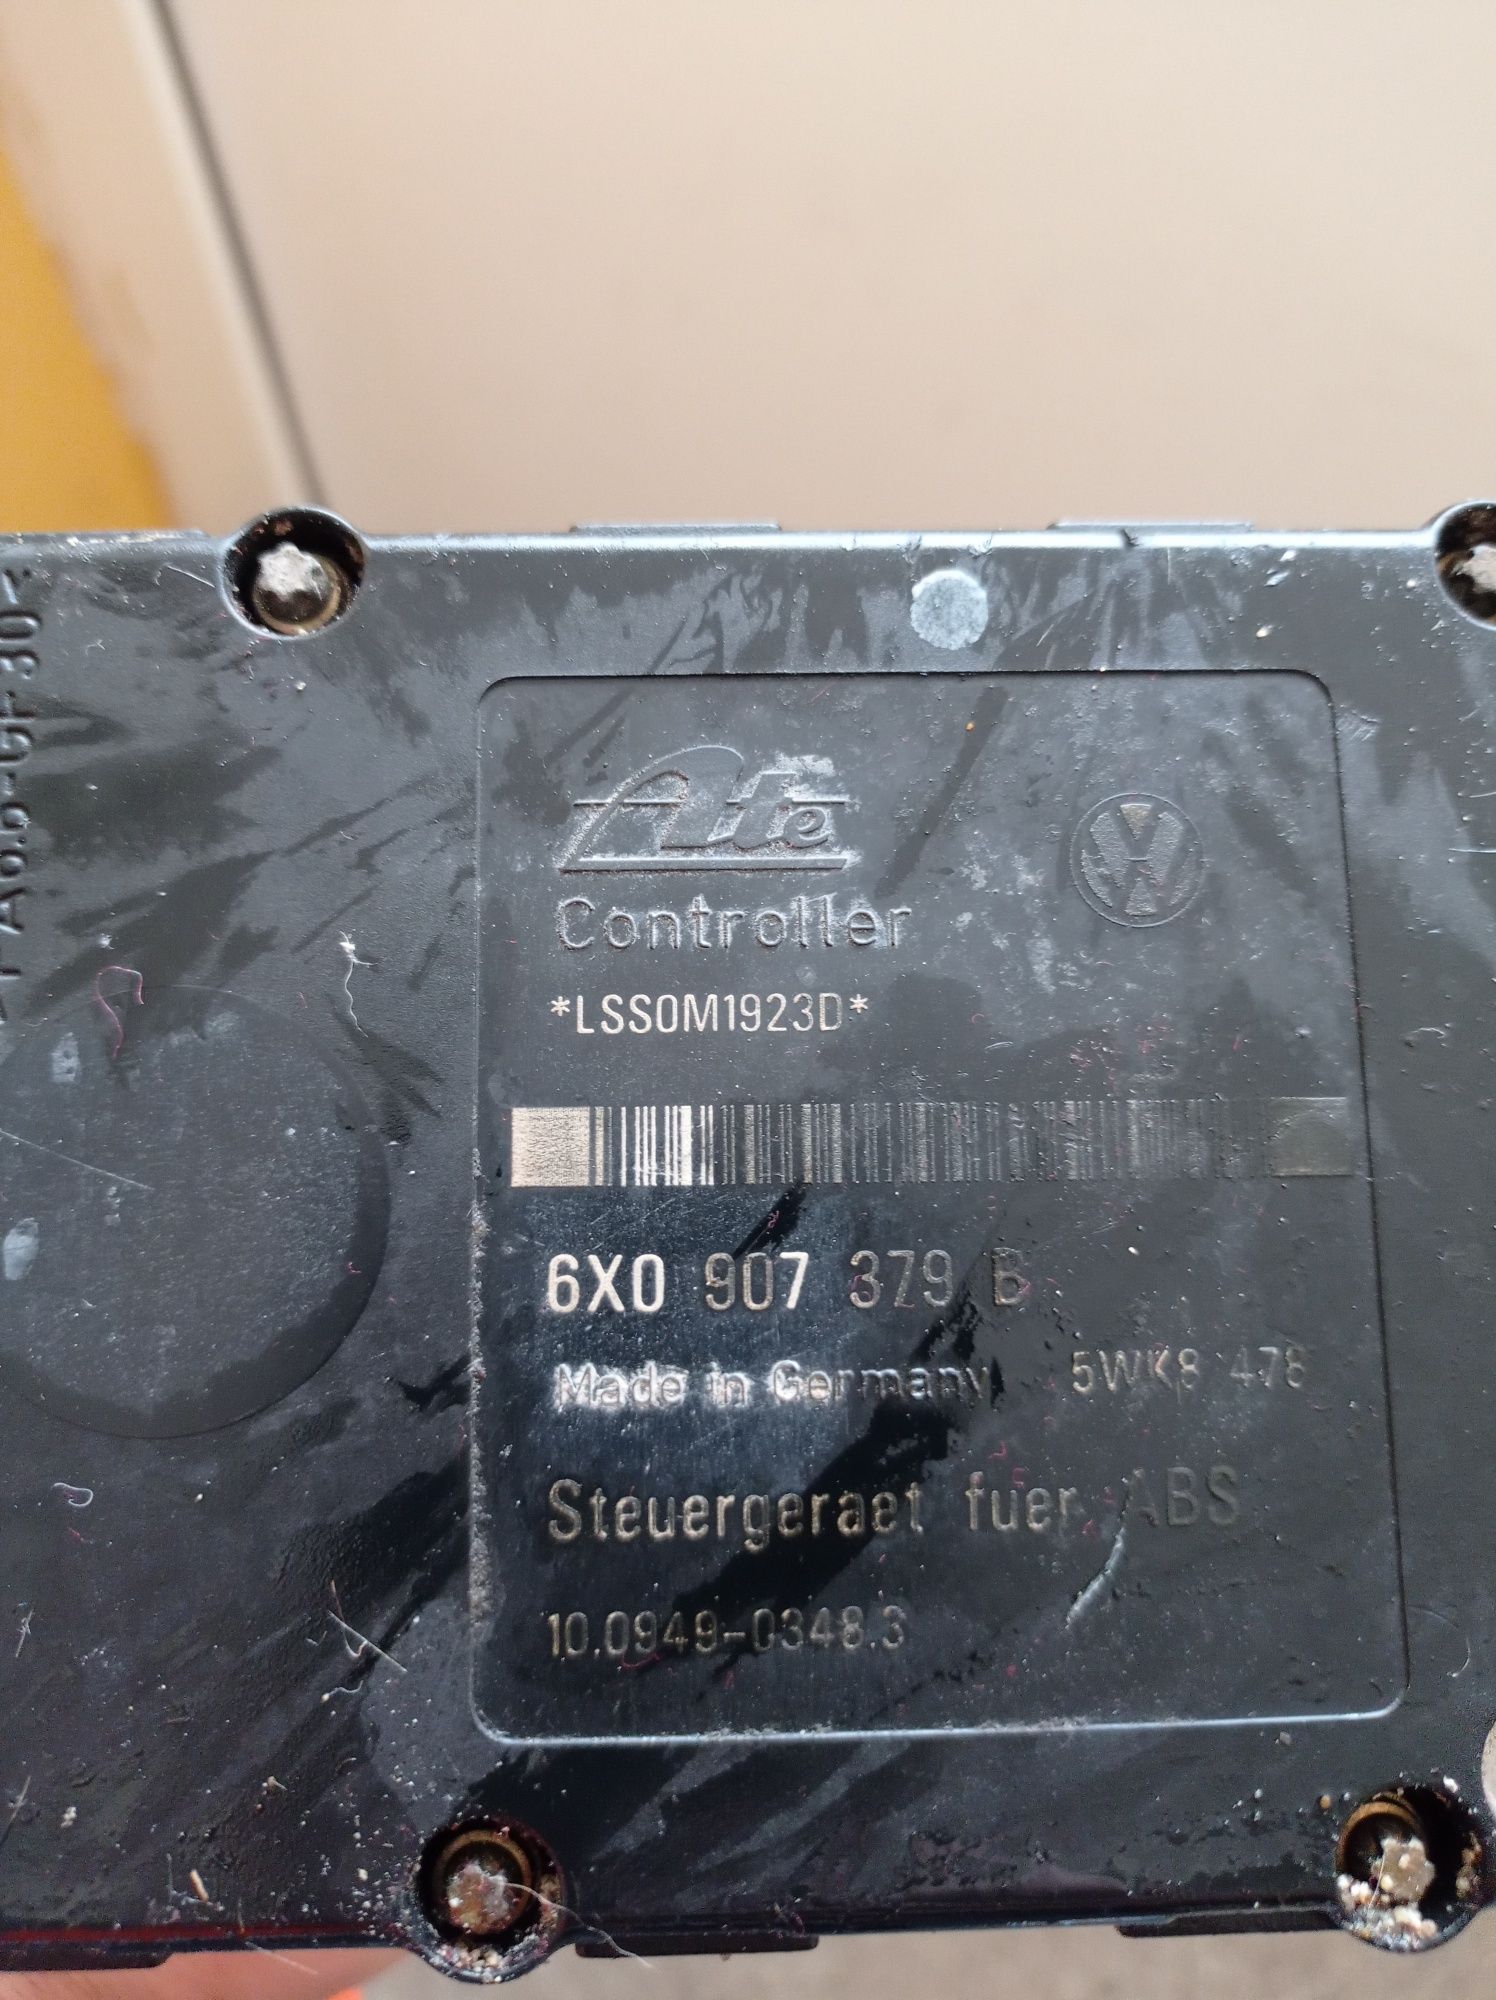 Ate
Controller
*LSS0M1923D*
6X0 907 379 B
Made in Germany 5WK8 478
Steuergeraet fuer ABS
10.0949-0348.3